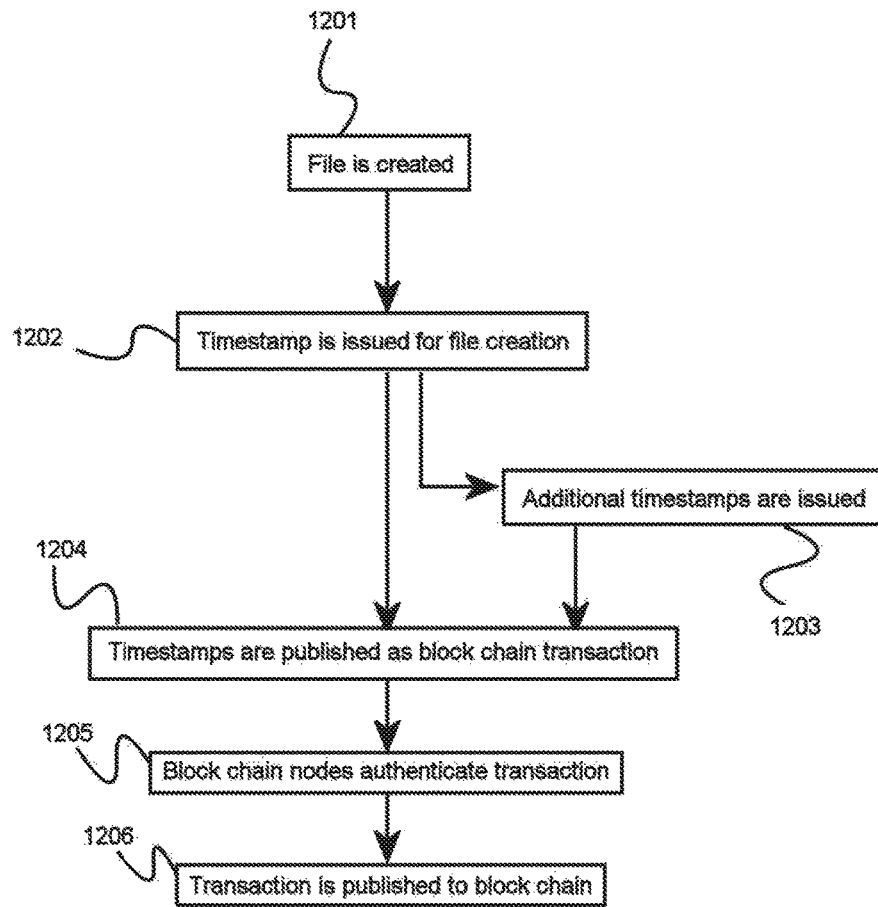 1201
File is created
1202
Timestamp is issued for file creation
Additional timestamps are issued
1203
1204
Timestamps are published as block chain transaction
1205
Block chain nodes authenticate transaction
1206
Transaction is published to block chain